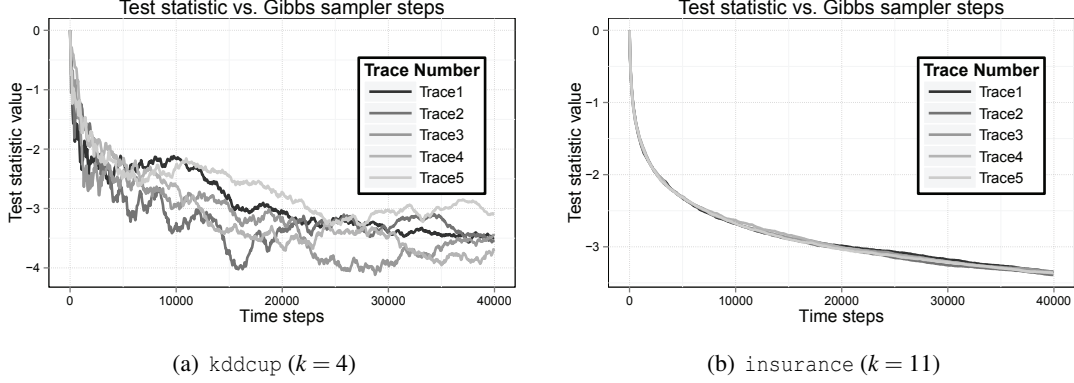 Test statistic vs. Gibbs sampler steps
0
−1
−2
−3
−4
Test statistic value
Trace Number
Trace1
Trace2
Trace3
Trace4
Trace5
0 10000 20000 30000 40000
Time steps
(a) kddcup (k = 4)
Test statistic vs. Gibbs sampler steps
0
−1
−2
−3
Test statistic value
Trace Number
Trace1
Trace2
Trace3
Trace4
Trace5
0 10000 20000 30000 40000
Time steps
(b) insurance (k = 11)